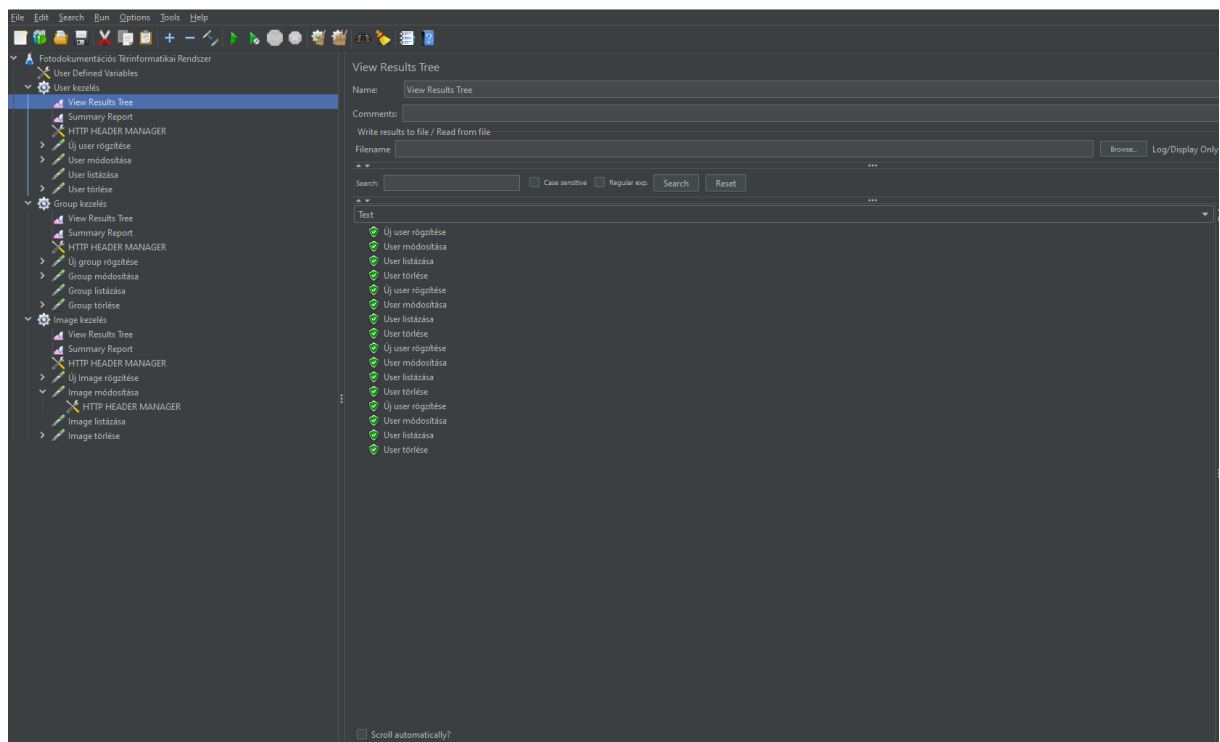 File Edit Search Run Options Tools Help
Fotodokumentációs Térinformatikai Rendszer
User Defined Variables
User kezelés
View Results Tree
Summary Report
HTTP HEADER MANAGER
Új user rögzítése
User módosítása
User listázása
User törlése
Group kezelés
View Results Tree
Summary Report
HTTP HEADER MANAGER
Új group rögzítése
Group módosítása
Group listázása
Group törlése
Image kezelés
View Results Tree
Summary Report
HTTP HEADER MANAGER
Új Image rögzítése
Image módosítása
HTTP HEADER MANAGER
Image listázása
Image törlése
View Results Tree
Name: View Results Tree
Comments:
Write results to file / Read from file
Filename Browse... Log/Display Only
Search: Case sensitive Regular exp. Search Reset
Text
Új user rögzítése
User módosítása
User listázása
User törlése
Új user rögzítése
User módosítása
User listázása
User törlése
Új user rögzítése
User módosítása
User listázása
User törlése
Új user rögzítése
User módosítása
User listázása
User törlése
Scroll automatically?